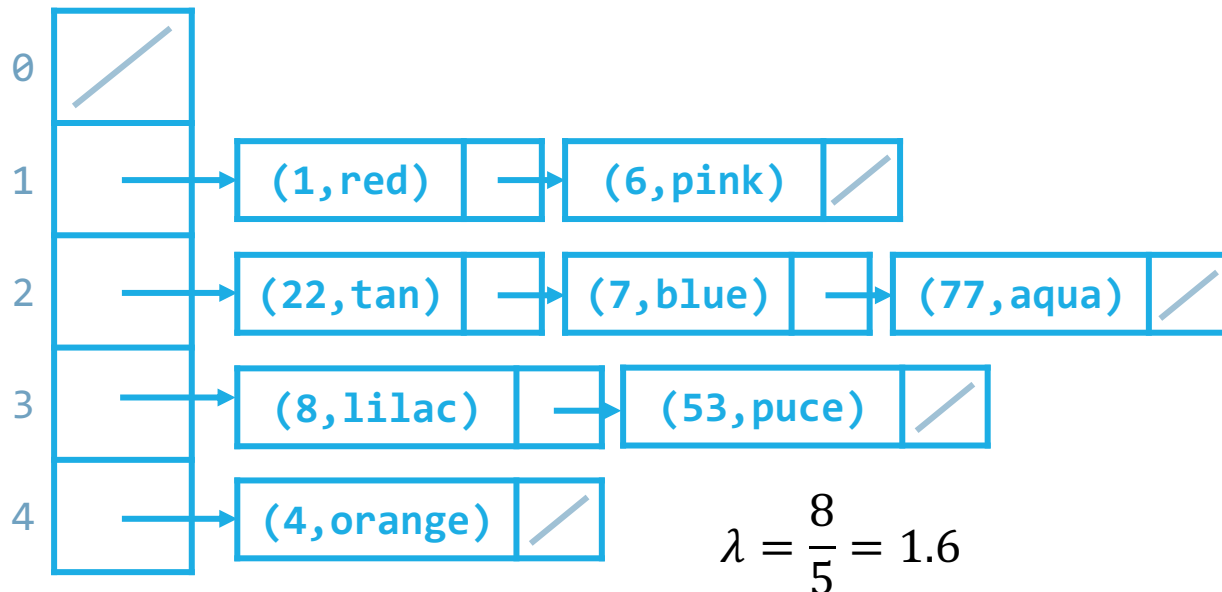 0
1 (1,red) (6,pink)
2 (22,tan) (7,blue) (77,aqua)
3 (8,lilac) (53,puce)
4 (4,orange)
λ = 8/5 = 1.6